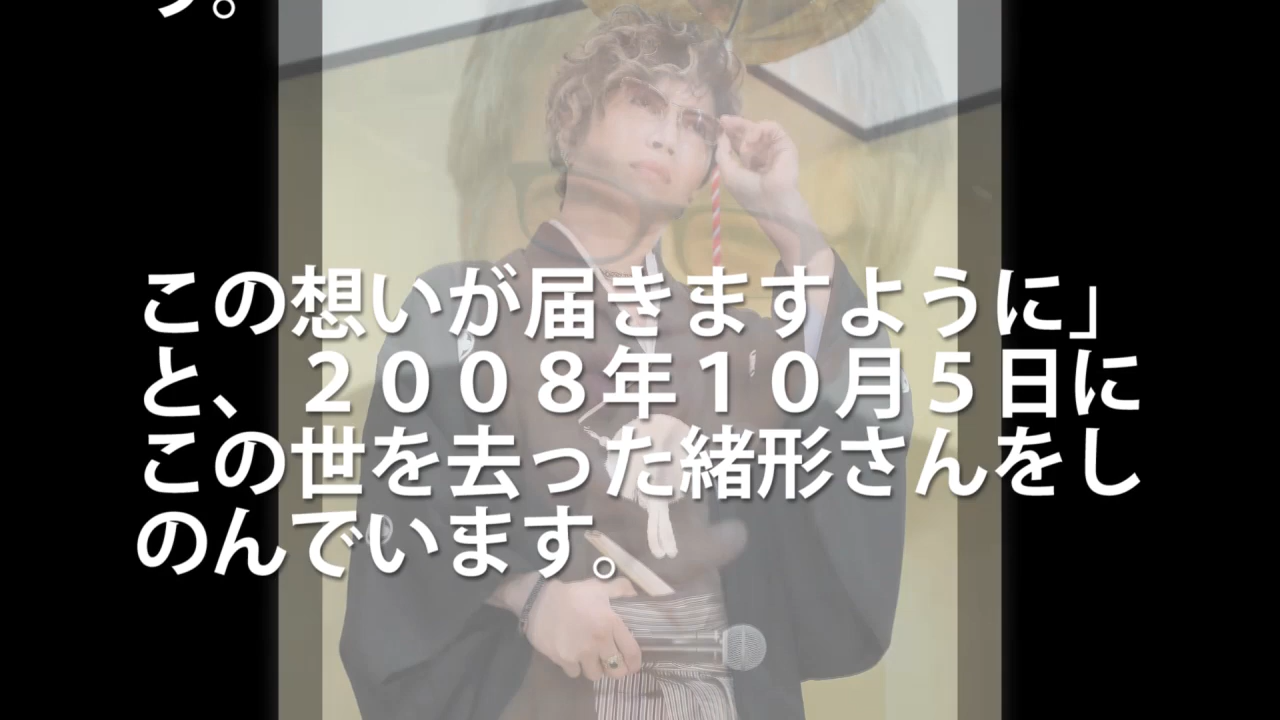 う。
この想いが届きますように」
と、２００８年１０月５日に
この世を去った緒形さんをし
のんでいます。